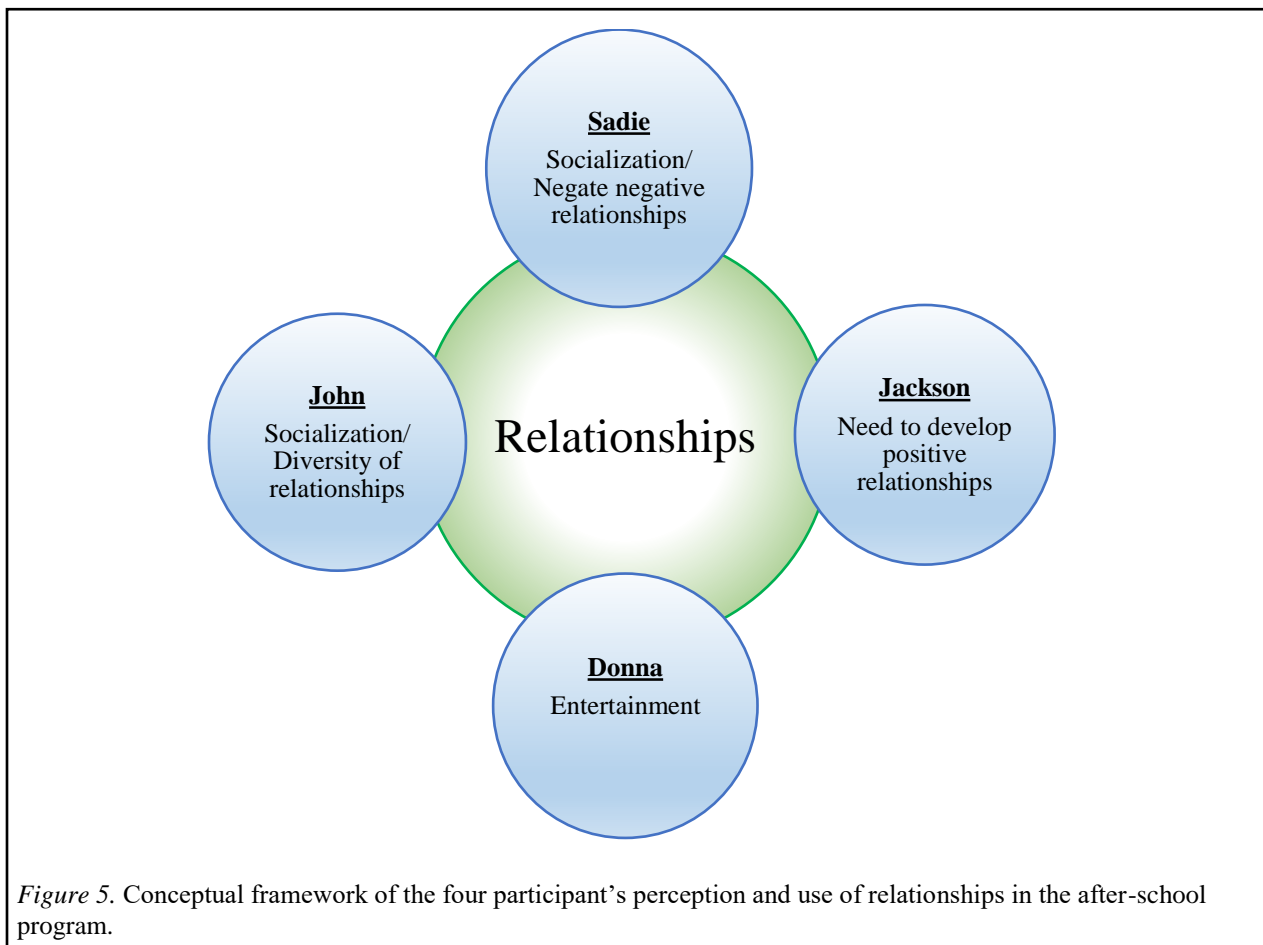 Sadie
Socialization/
Negate negative
relationships
John
Socialization/
Diversity of
relationships
Relationships
Jackson
Need to develop
positive
relationships
Donna
Entertainment
Figure 5. Conceptual framework of the four participant’s perception and use of relationships in the after-school
program.